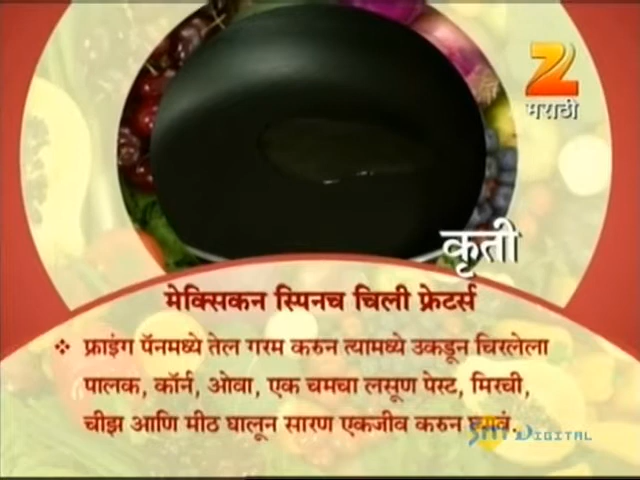 Z
मराठी
कृती
मेक्सिकन स्पिनच चिली फ्रेटर्स
❖ फ्राइंग पॅनमध्ये तेल गरम करुन त्यामध्ये उकडून चिरलेला
पालक, कॉर्न, ओवा, एक चमचा लसूण पेस्ट, मिरची,
चीझ आणि मीठ घालून सारण एकजीव करुन
DIGITAL